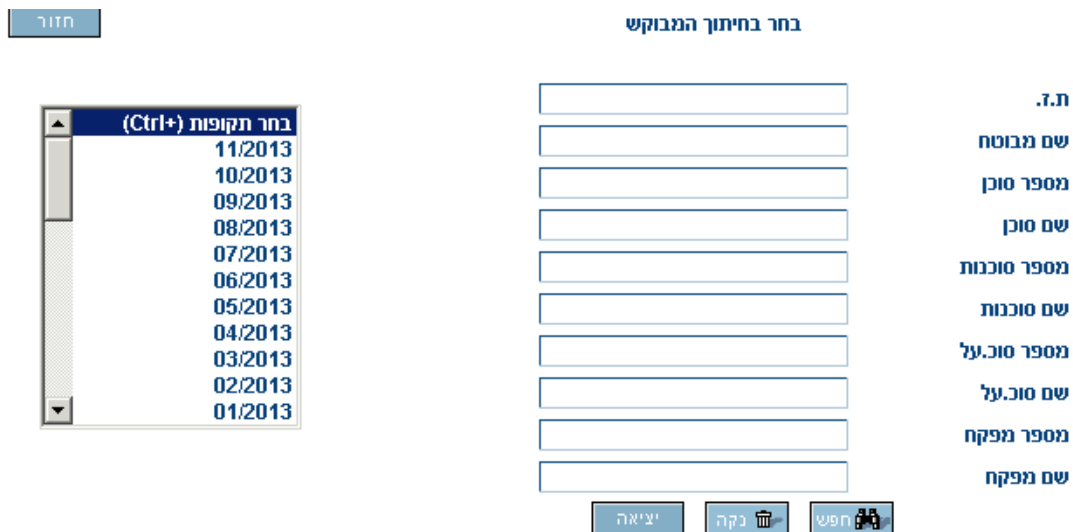 חזור
בחר בחיתוך המבוקש
ת.ז.
שם מבוטח
מספר סוכן
שם סוכן
מספר סוכנות
שם סוכנות
מספר סוכ.על
שם סוכ.על
מספר מפקח
שם מפקח
בחר תקופות (Ctrl+)
11/2013
10/2013
09/2013
08/2013
07/2013
06/2013
05/2013
04/2013
03/2013
02/2013
01/2013
חפש
נקה
יציאה